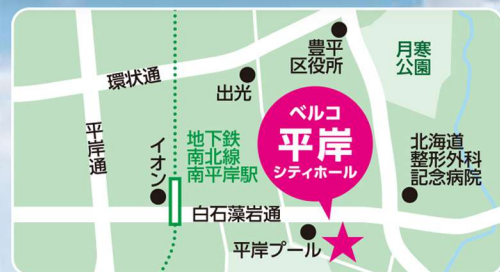 豊平
区役所
月寒
公園
環状通
出光
ベルコ
平岸
シティホール
平岸通
イオン
地下鉄
南北線
南平岸駅
北海道
整形外科
記念病院
白石藻岩通
平岸プール